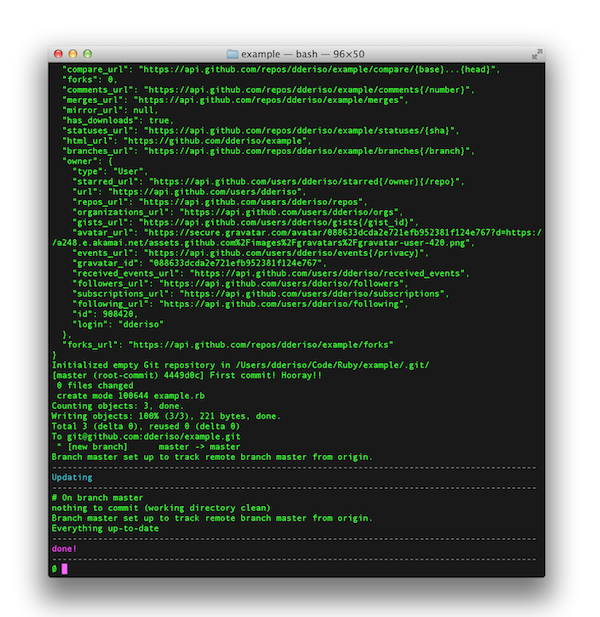 example — bash — 96×50
"compare_url": "https://api.github.com/repos/dderiso/example/compare/{base}...{head}",
"forks": 0,
"comments_url": "https://api.github.com/repos/dderiso/example/comments{/number}",
"merges_url": "https://api.github.com/repos/dderiso/example/merges",
"mirror_url": null,
"has_downloads": true,
"statuses_url": "https://api.github.com/repos/dderiso/example/statuses/{sha}",
"html_url": "https://github.com/dderiso/example",
"branches_url": "https://api.github.com/repos/dderiso/example/branches{/branch}",
"owner": {
"type": "User",
"starred_url": "https://api.github.com/users/dderiso/starred{/owner}{/repo}",
"url": "https://api.github.com/users/dderiso",
"repos_url": "https://api.github.com/users/dderiso/repos",
"organizations_url": "https://api.github.com/users/dderiso/orgs",
"gists_url": "https://api.github.com/users/dderiso/gists{/gist_id}",
"avatar_url": "https://secure.gravatar.com/avatar/088633dcda2e721efb952381f124e767?d=https:/
/a248.e.akamai.net/assets.github.com%2Fimages%2Fgravatars%2Fgravatar-user-420.png",
"events_url": "https://api.github.com/users/dderiso/events{/privacy}",
"gravatar_id": "088633dcda2e721efb952381f124e767",
"received_events_url": "https://api.github.com/users/dderiso/received_events",
"followers_url": "https://api.github.com/users/dderiso/followers",
"subscriptions_url": "https://api.github.com/users/dderiso/subscriptions",
"following_url": "https://api.github.com/users/dderiso/following",
"id": 908420,
"login": "dderiso"
},
"forks_url": "https://api.github.com/repos/dderiso/example/forks"
}
Initialized empty Git repository in /Users/dderiso/Code/Ruby/example/.git/
[master (root-commit) 4449d0c] First commit! Hooray!!
0 files changed
create mode 100644 example.rb
Counting objects: 3, done.
Writing objects: 100% (3/3), 221 bytes, done.
Total 3 (delta 0), reused 0 (delta 0)
To git@github.com:dderiso/example.git
* [new branch]      master -> master
Branch master set up to track remote branch master from origin.
------------------------------------------------------------------------------------------------
Updating
------------------------------------------------------------------------------------------------
# On branch master
nothing to commit (working directory clean)
Branch master set up to track remote branch master from origin.
Everything up-to-date
------------------------------------------------------------------------------------------------
done!
------------------------------------------------------------------------------------------------